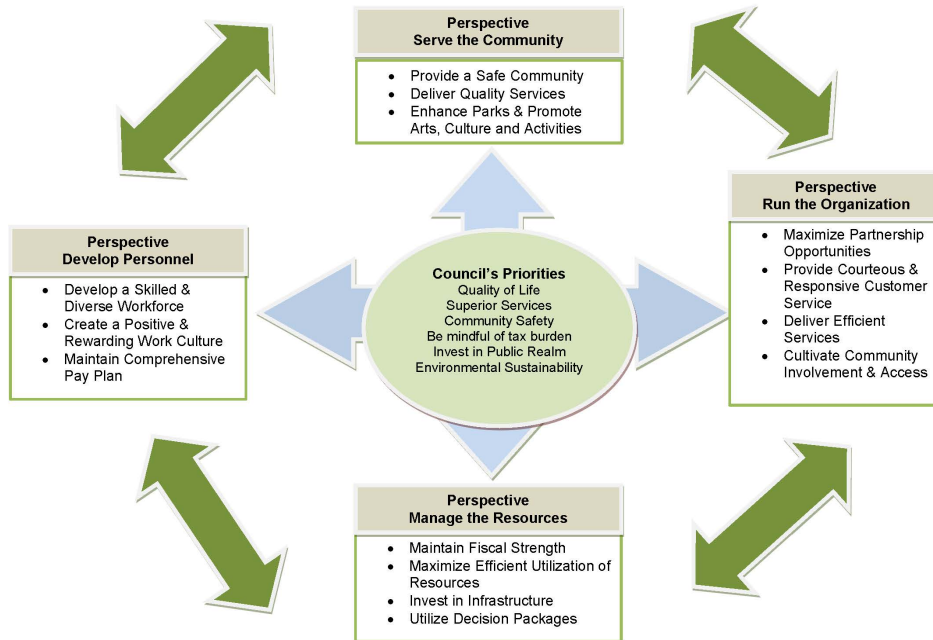 Perspective
Serve the Community
• Provide a Safe Community
• Deliver Quality Services
• Enhance Parks & Promote
Arts, Culture and Activities
Perspective
Develop Personnel
• Develop a Skilled &
Diverse Workforce
• Create a Positive &
Rewarding Work Culture
• Maintain Comprehensive
Pay Plan
Council's Priorities
Quality of Life
Superior Services
Community Safety
Be mindful of tax burden
Invest in Public Realm
Environmental Sustainability
Perspective
Run the Organization
• Maximize Partnership
Opportunities
• Provide Courteous &
Responsive Customer
Service
• Deliver Efficient
Services
• Cultivate Community
Involvement & Access
Perspective
Manage the Resources
• Maintain Fiscal Strength
• Maximize Efficient Utilization of
Resources
• Invest in Infrastructure
• Utilize Decision Packages